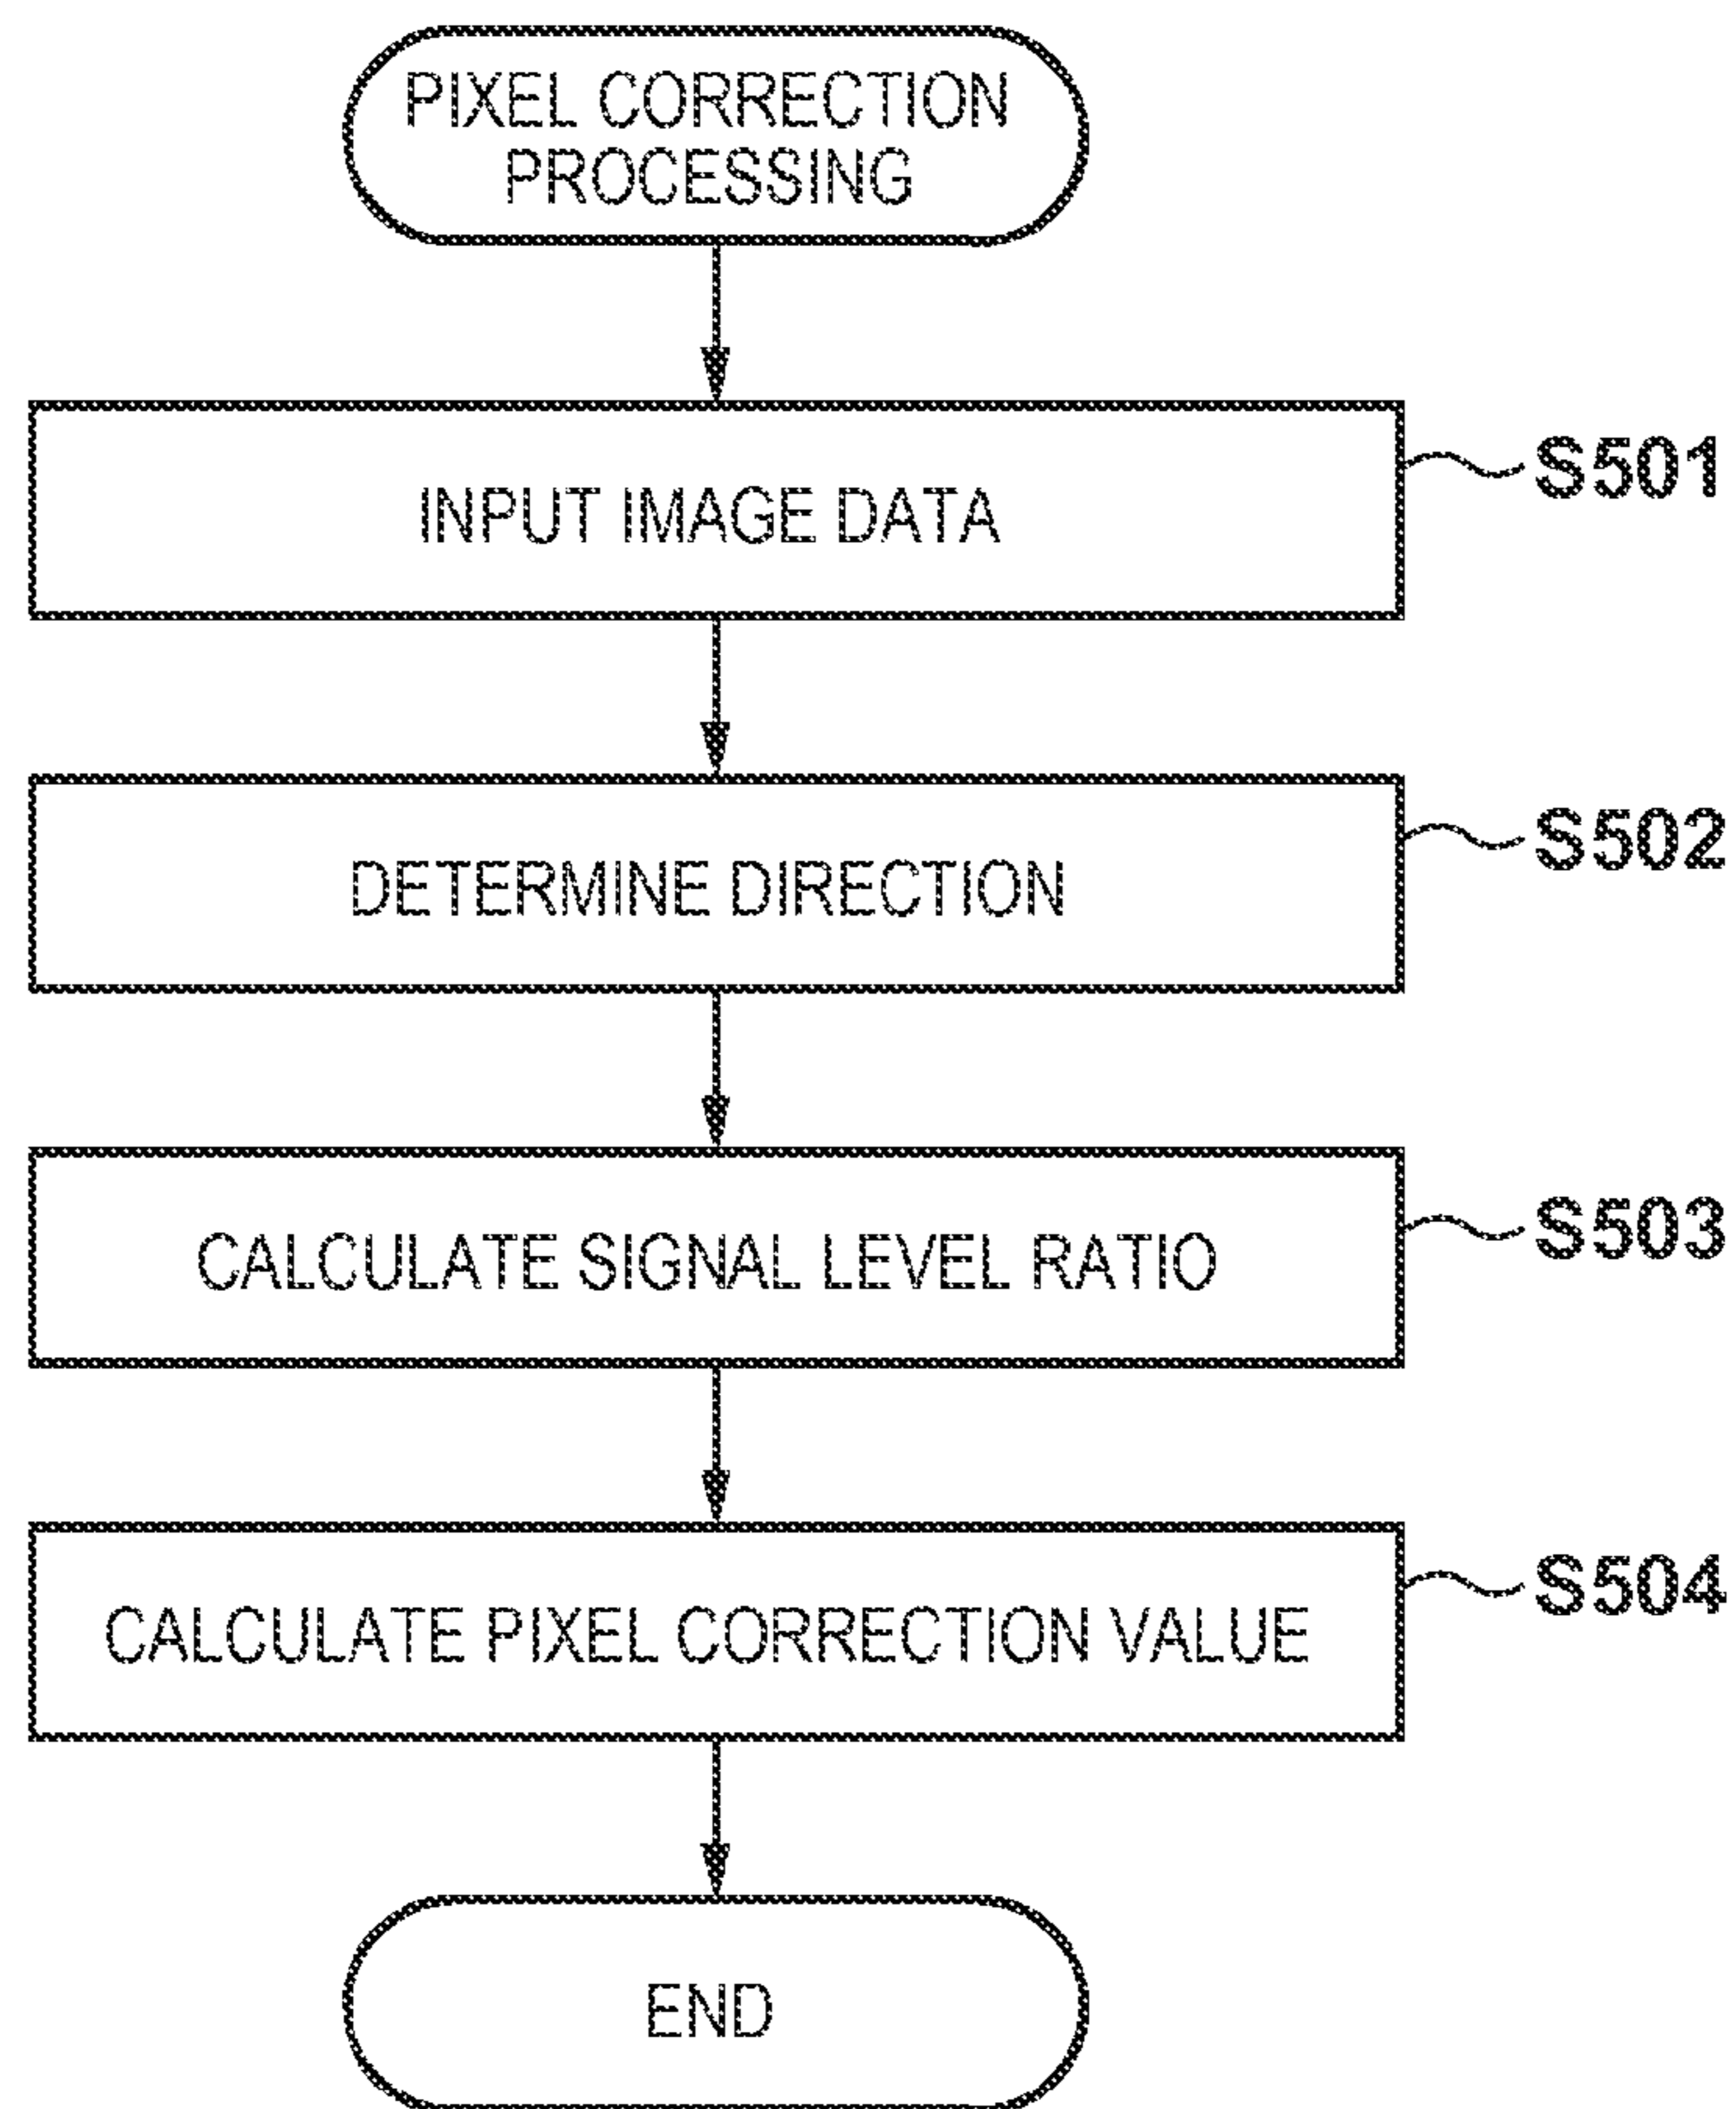 PIXEL CORRECTION
PROCESSING
INPUT IMAGE DATA
S501
DETERMINE DIRECTION
S502
CALCULATE SIGNAL LEVEL RATIO
S503
CALCULATE PIXEL CORRECTION VALUE
S504
END